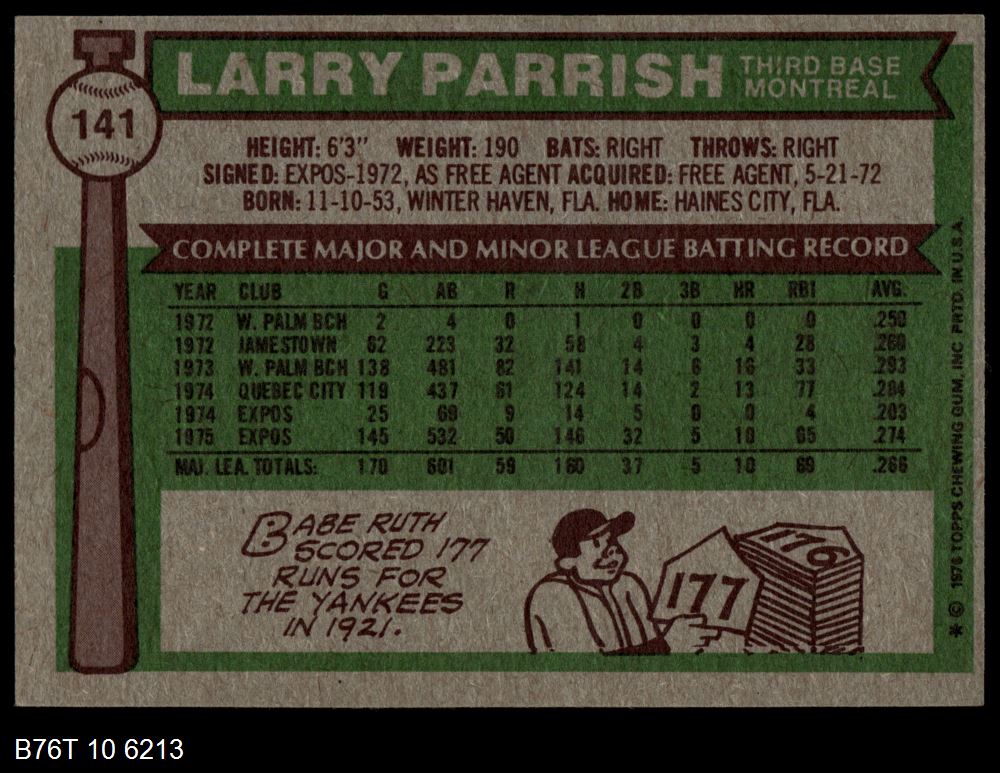 141
LARRY PARRISH THIRD BASE MONTREAL
HEIGHT: 6'3" WEIGHT: 190 BATS: RIGHT THROWS: RIGHT
SIGNED: EXPOS-1972, AS FREE AGENT ACQUIRED: FREE AGENT, 5-21-72
BORN: 11-10-53, WINTER HAVEN, FLA. HOME: HAINES CITY, FLA.
COMPLETE MAJOR AND MINOR LEAGUE BATTING RECORD
YEAR CLUB G AB R H 2B 3B HR RBI AVG.
1972 W. PALM BCH 2 4 0 1 0 0 0 0 .250
1972 JAMESTOWN 62 223 32 58 4 3 4 28 .260
1973 W. PALM BCH 138 481 82 141 14 6 16 33 .293
1974 QUEBEC CITY 119 437 61 124 14 2 13 77 .284
1974 EXPOS 25 69 9 14 5 0 0 4 .203
1975 EXPOS 145 532 50 146 32 5 10 65 .274
MAJ. LEA. TOTALS: 170 601 59 160 37 5 10 69 .266
BABE RUTH
SCORED 177
RUNS FOR
THE YANKEES
IN 1921.
177
176
* © 1976 TOPPS CHEWING GUM, INC PRTD. IN U.S.A.
B76T 10 6213